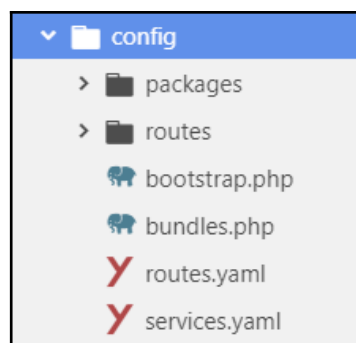 config
packages
routes
bootstrap.php
bundles.php
routes.yaml
services.yaml